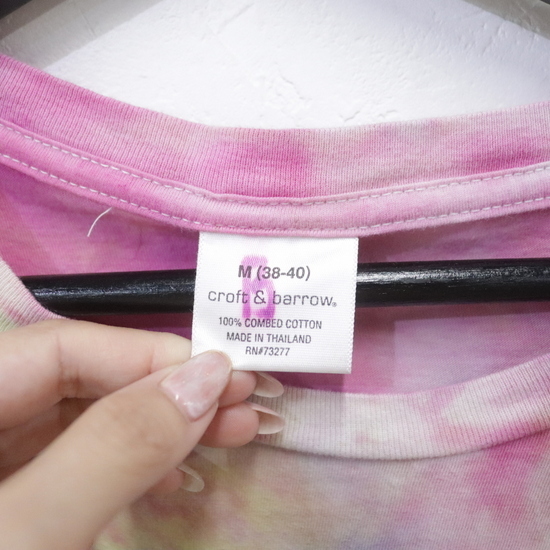 M (38-40)
croft & barrow®
100% COMBED COTTON
MADE IN THAILAND
RN#73277